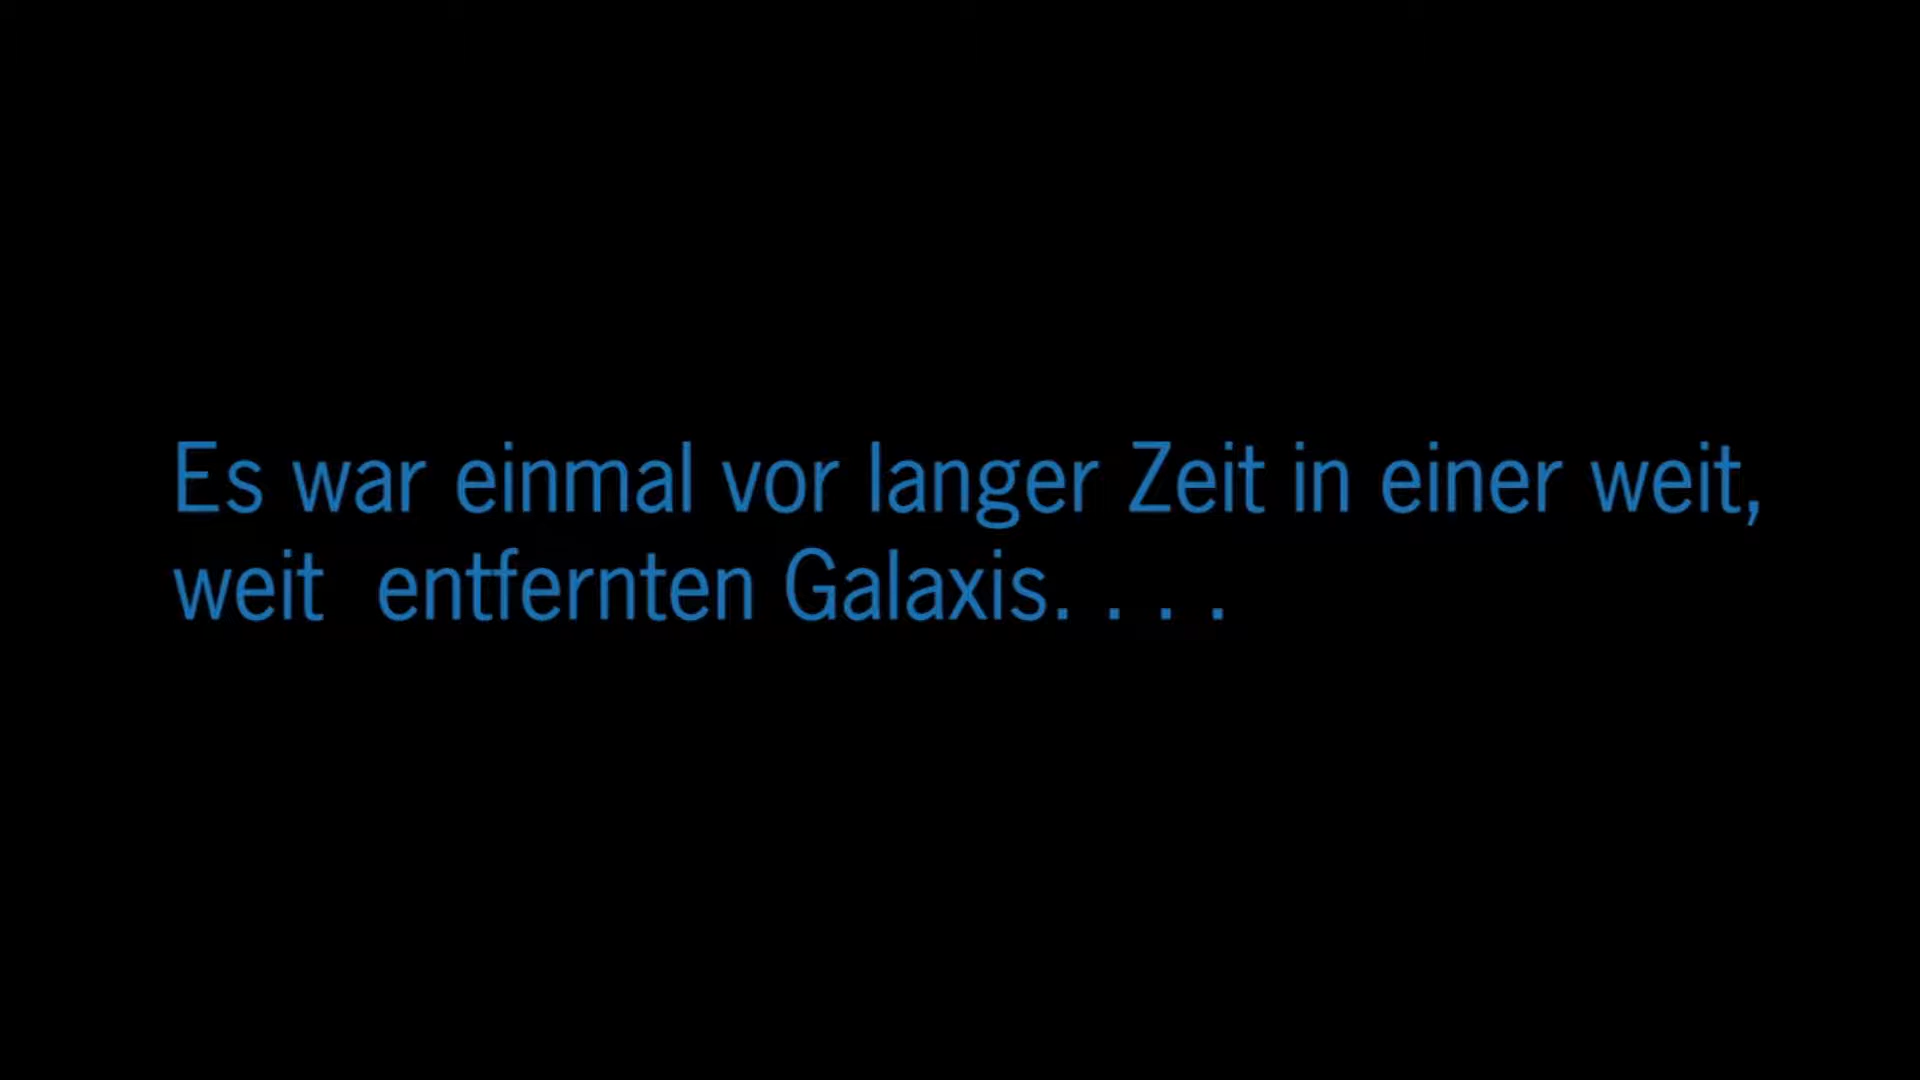 Es war einmal vor langer Zeit in einer weit,
weit  entfernten Galaxis. . . .